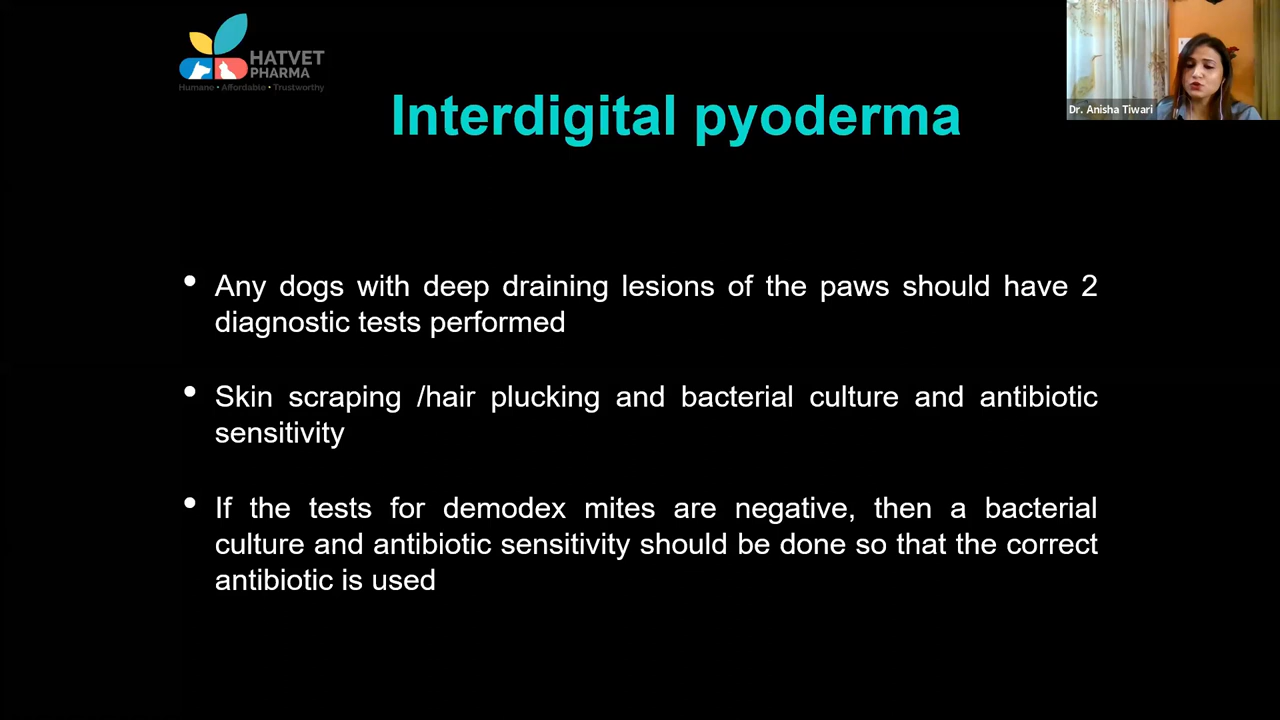 HATVET
PHARMA
Humane • Affordable • Trustworthy
Dr. Anisha Tiwari
Interdigital pyoderma
• Any dogs with deep draining lesions of the paws should have 2
diagnostic tests performed
• Skin scraping /hair plucking and bacterial culture and antibiotic
sensitivity
• If the tests for demodex mites are negative, then a bacterial
culture and antibiotic sensitivity should be done so that the correct
antibiotic is used